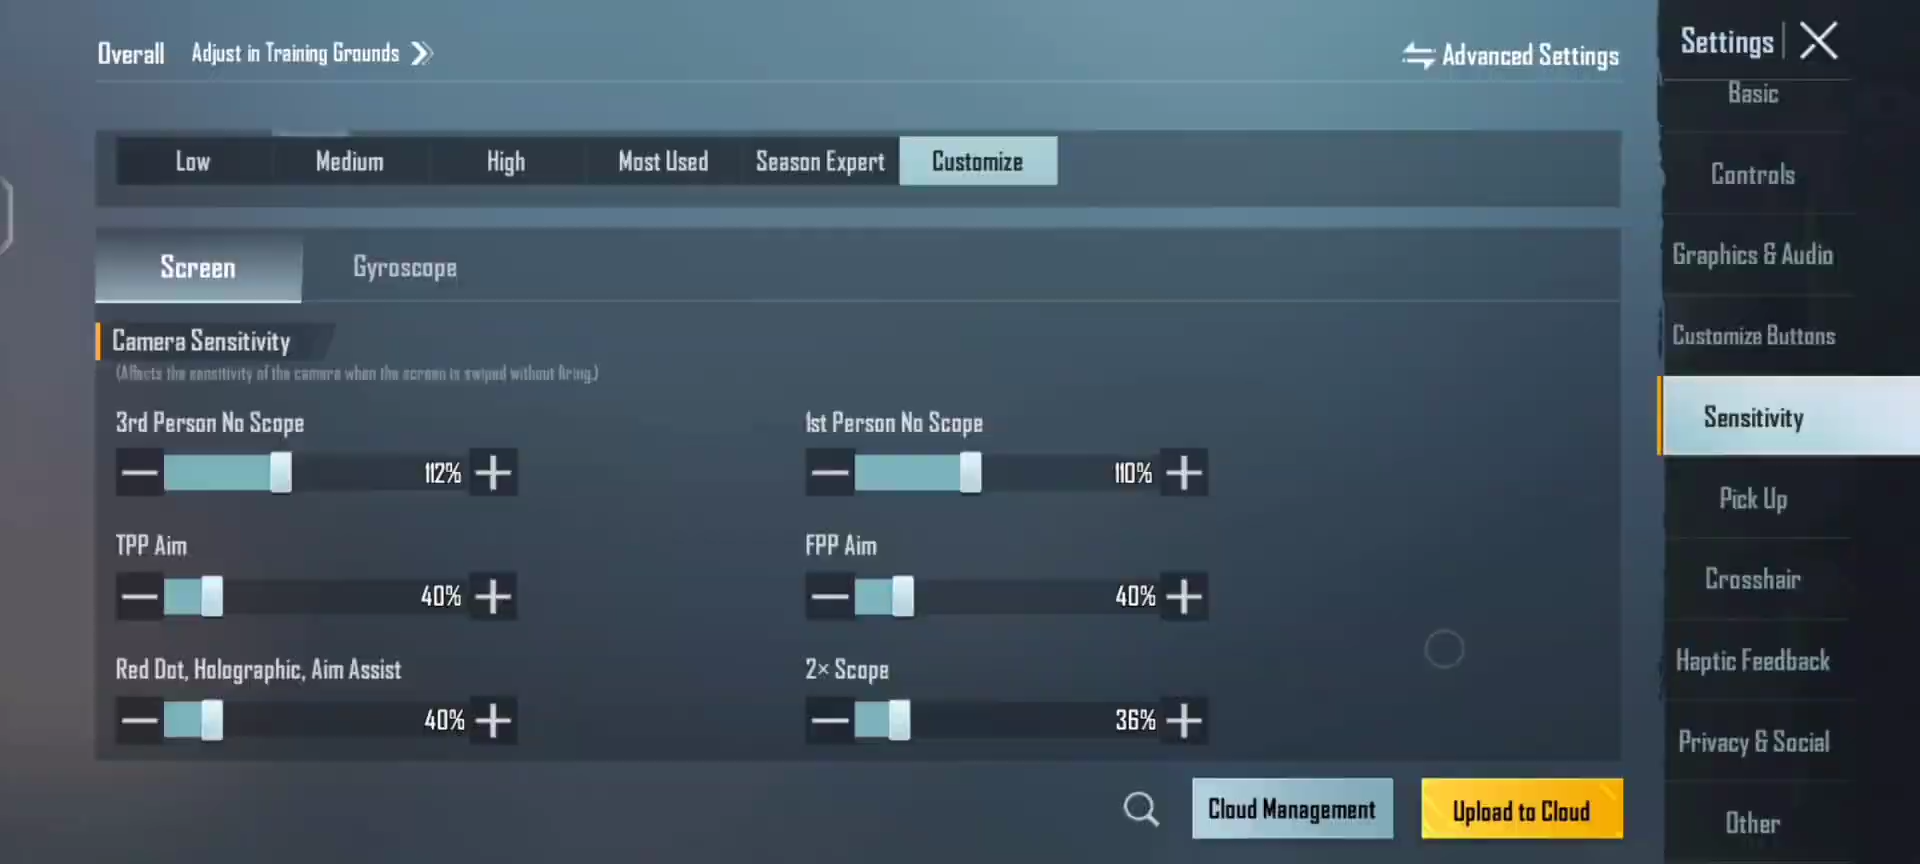 Overall Adjust in Training Grounds
Advanced Settings
Settings
Low Medium High Most Used Season Expert Customize
Screen Gyroscope
Camera Sensitivity
(Affects the sensitivity of the camera when the screen is swiped without firing.)
3rd Person No Scope
112%
1st Person No Scope
110%
TPP Aim
40%
FPP Aim
40%
Red Dot, Holographic, Aim Assist
40%
2× Scope
36%
Cloud Management
Upload to Cloud
Basic
Controls
Graphics & Audio
Customize Buttons
Sensitivity
Pick Up
Crosshair
Haptic Feedback
Privacy & Social
Other